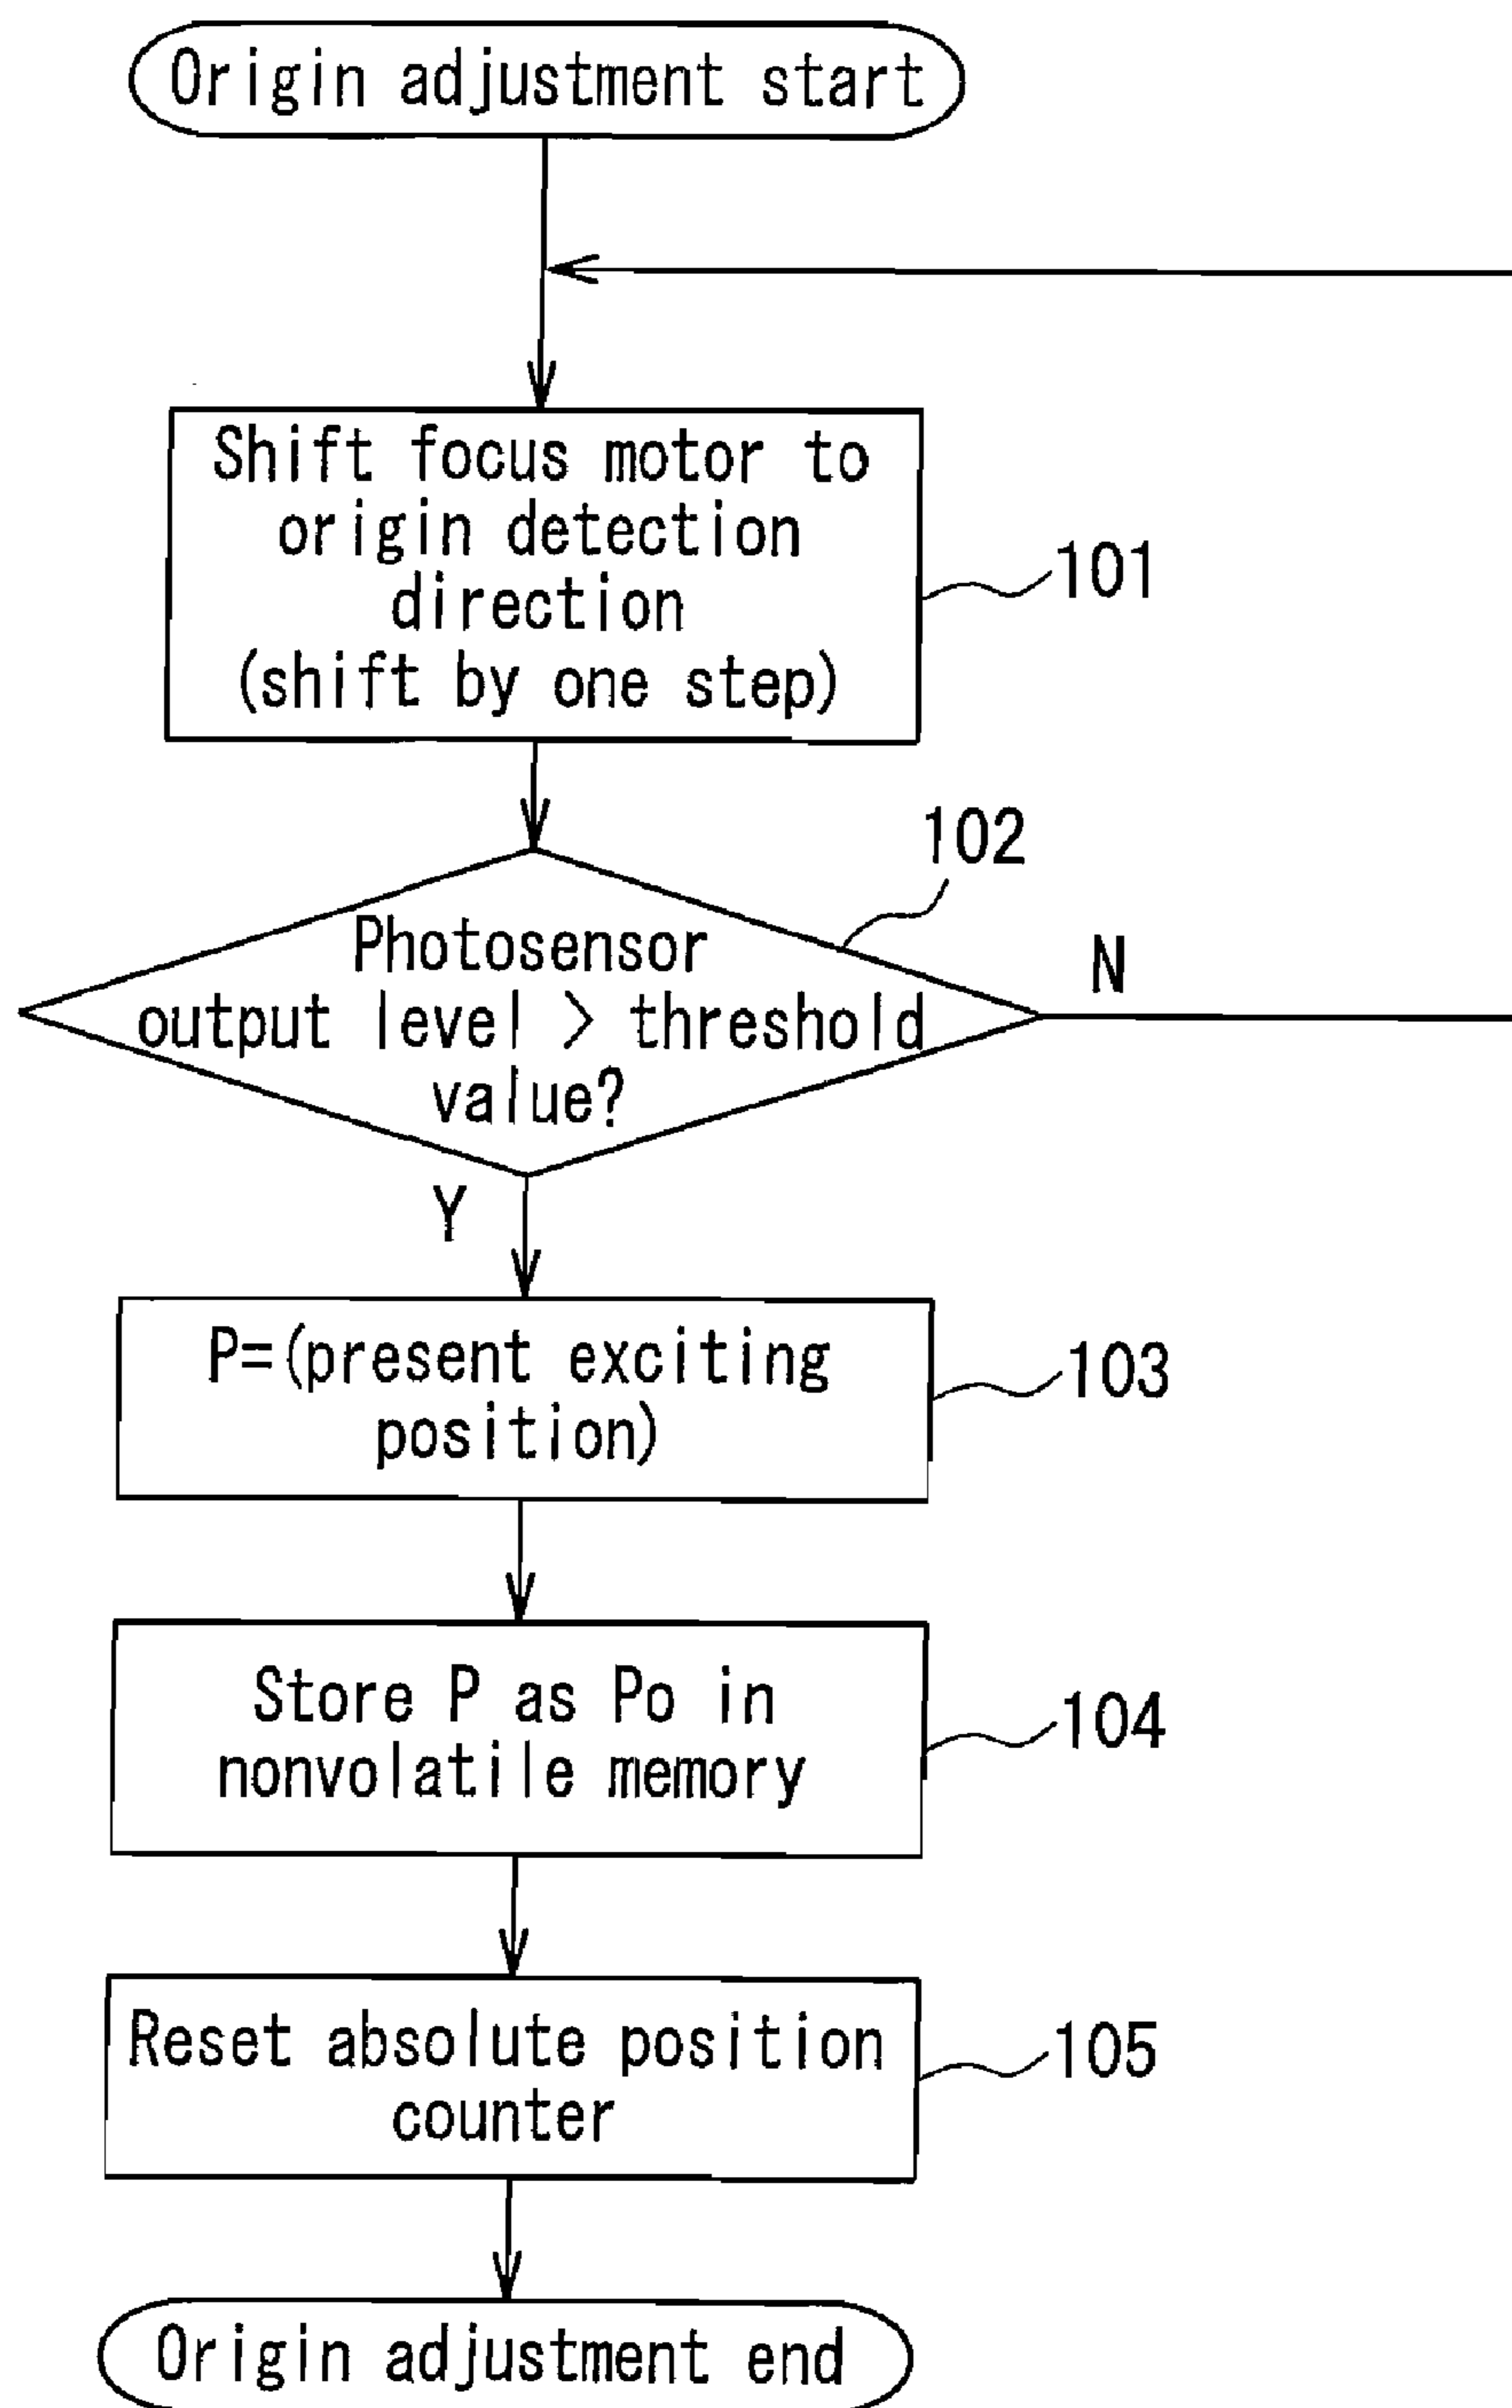 Origin adjustment start
Shift focus motor to
origin detection
direction
(shift by one step)
101
102
Photosensor
output level > threshold
value?
N
Y
P=(present exciting
position)
103
Store P as Po in
nonvolatile memory
104
Reset absolute position
counter
105
Origin adjustment end